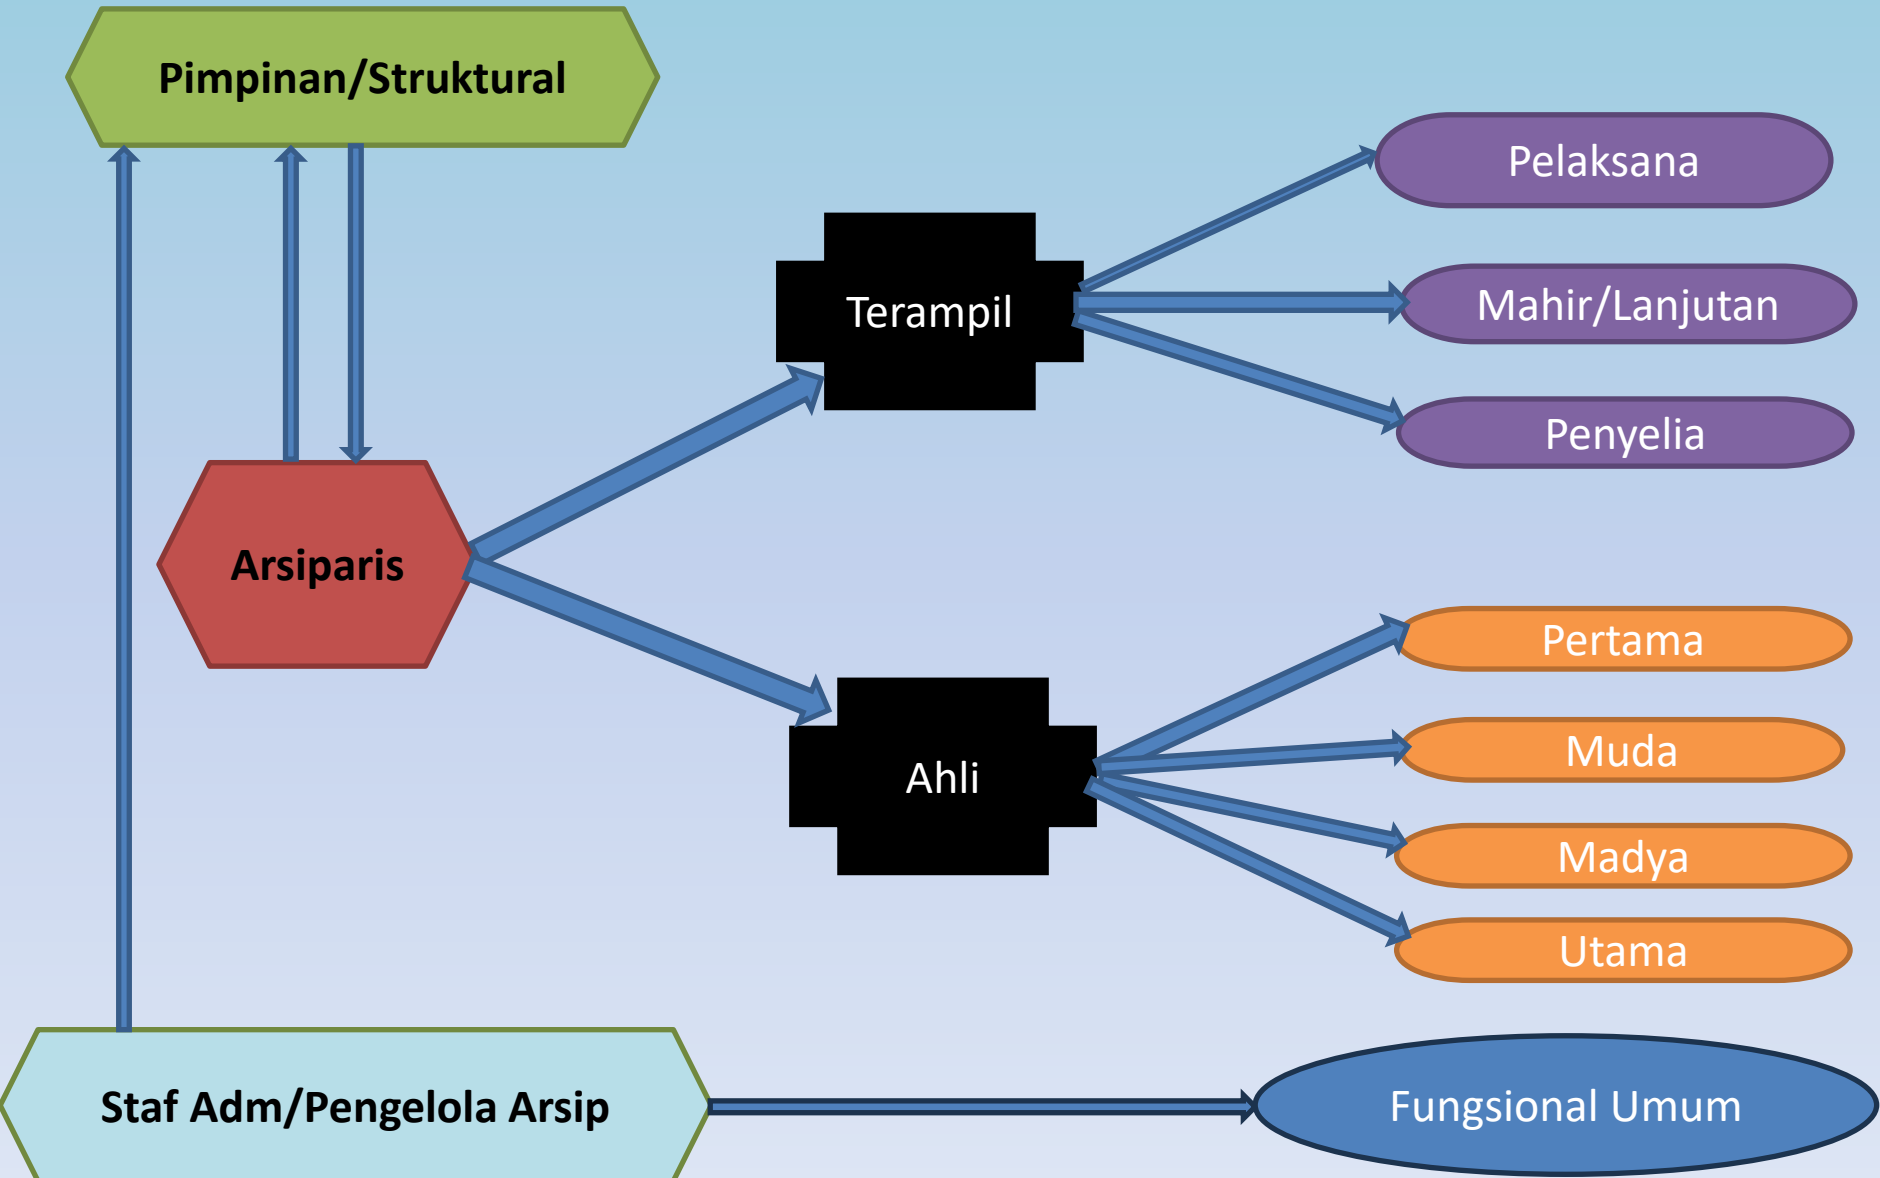 Pimpinan/Struktural
Pelaksana
Terampil
Mahir/Lanjutan
Penyelia
Arsiparis
Pertama
Muda
Ahli
Madya
Utama
Staf Adm/Pengelola Arsip
Fungsional Umum